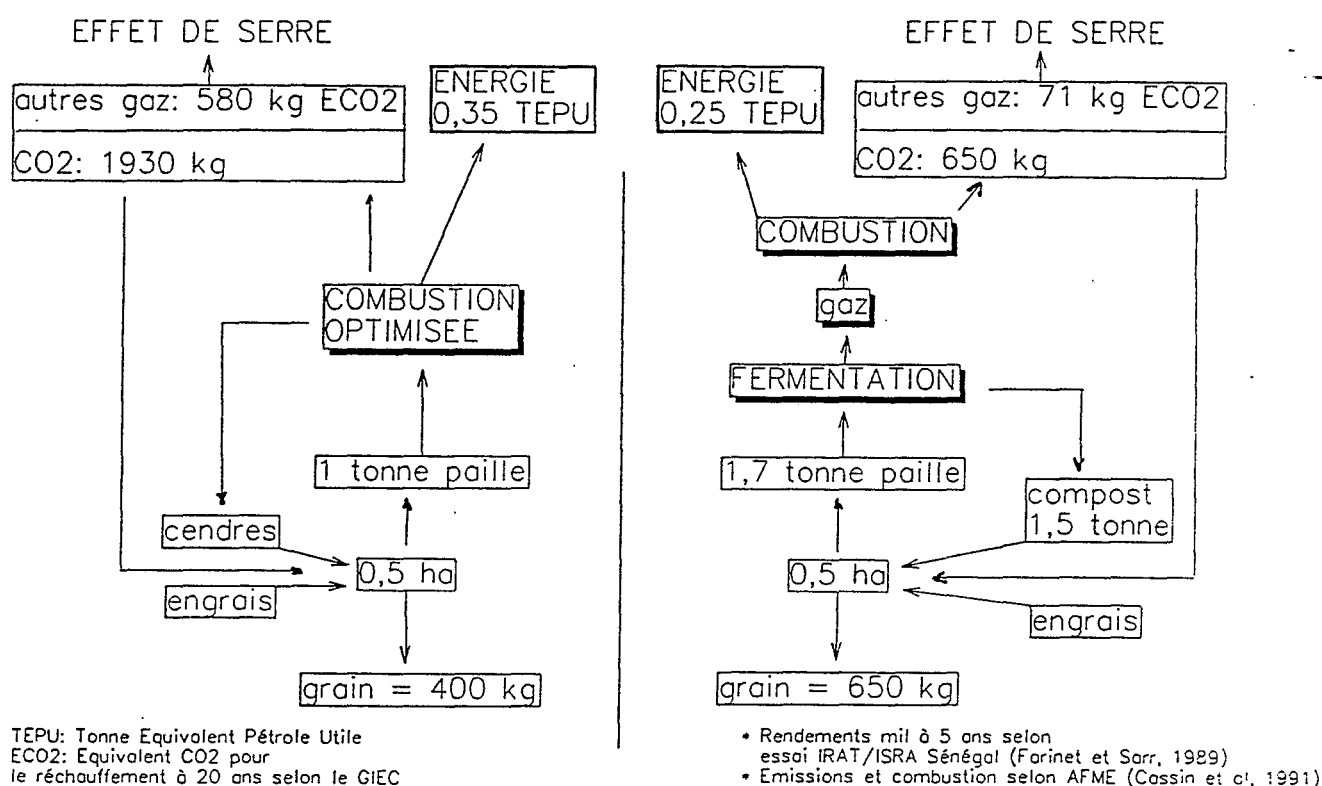 EFFET DE SERRE
autres gaz: 580 kg ECO2
CO2: 1930 kg
ENERGIE
0,35 TEPU
COMBUSTION
OPTIMISEE
1 tonne paille
cendres
0,5 ha
engrais
grain = 400 kg
TEPU: Tonne Equivalent Pétrole Utile
ECO2: Equivalent CO2 pour
le réchauffement à 20 ans selon le GIEC
EFFET DE SERRE
ENERGIE
0,25 TEPU
autres gaz: 71 kg ECO2
CO2: 650 kg
COMBUSTION
gaz
FERMENTATION
1,7 tonne paille
compost
1,5 tonne
0,5 ha
engrais
grain = 650 kg
• Rendements mil à 5 ans selon
essai IRAT/ISRA Sénégal (Farinet et Sarr, 1989)
• Emissions et combustion selon AFME (Cassin et al, 1991)